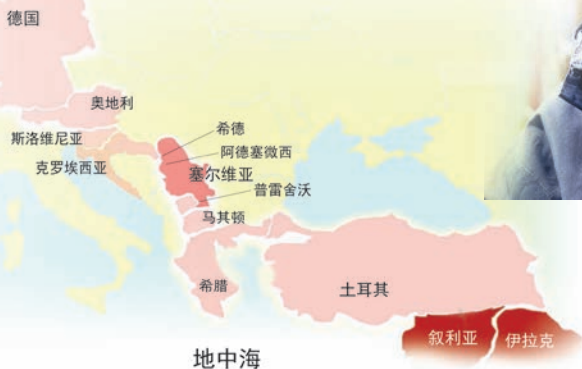 德国
奥地利
斯洛维尼亚
克罗埃西亚
希德
阿德塞微西
塞尔维亚
普雷舍沃
马其顿
希腊
土耳其
叙利亚
伊拉克
地中海